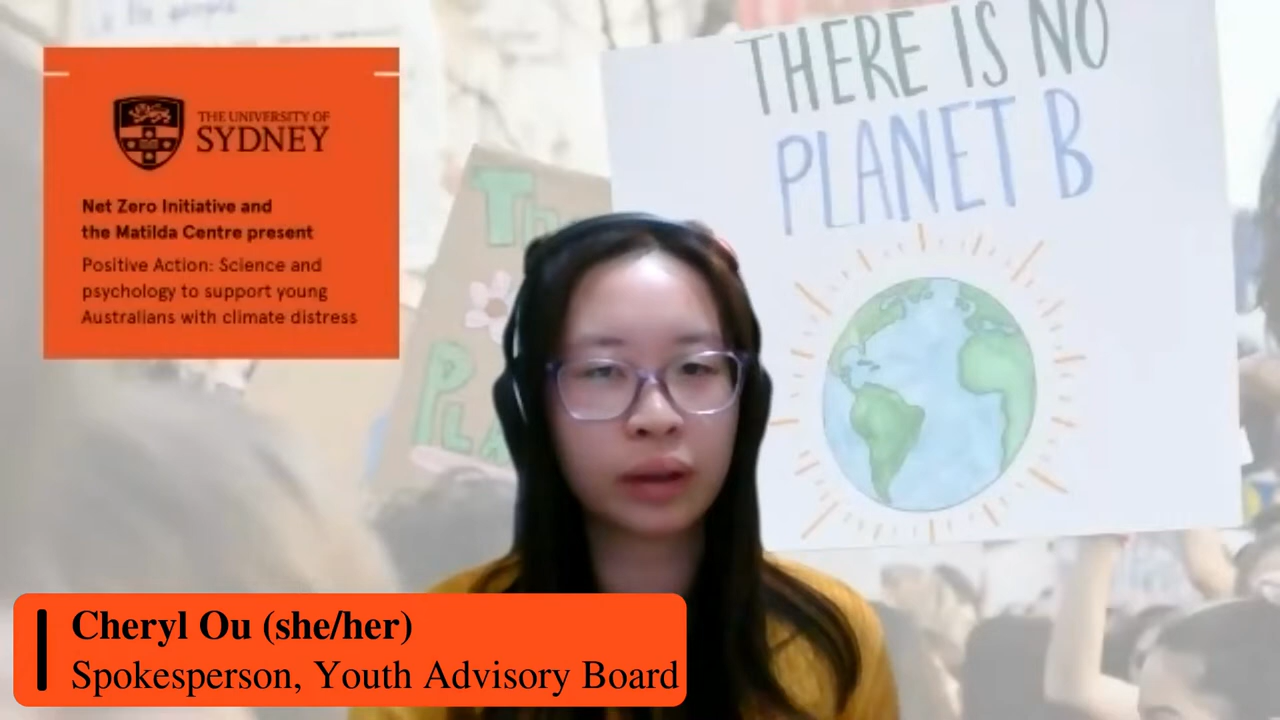 THE UNIVERSITY OF
SYDNEY
Net Zero Initiative and
the Matilda Centre present
Positive Action: Science and
psychology to support young
Australians with climate distress
THERE IS NO
PLANET B
Cheryl Ou (she/her)
Spokesperson, Youth Advisory Board